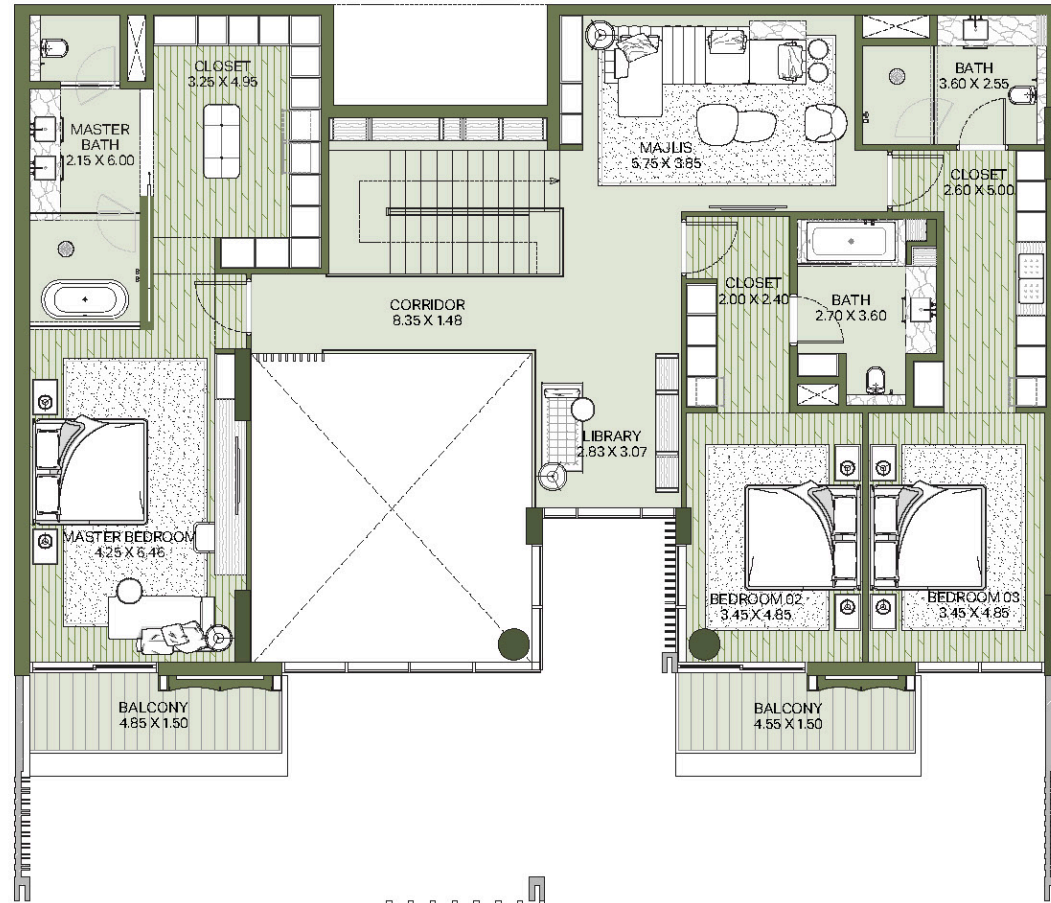 CLOSET
3.25 X 4.95
BATH
3.60 X 2.55
MASTER
BATH
2.15 X 6.00
MAJLIS
5.75 X 3.85
CLOSET
2.60 X 5.00
CLOSET
2.00 X 2.40
BATH
2.70 X 3.60
CORRIDOR
8.35 X 1.48
LIBRARY
2.83 X 3.07
MASTER BEDROOM
4.25 X 6.46
BEDROOM 02
3.45 X 4.85
BEDROOM 03
3.45 X 4.85
BALCONY
4.85 X 1.50
BALCONY
4.55 X 1.50